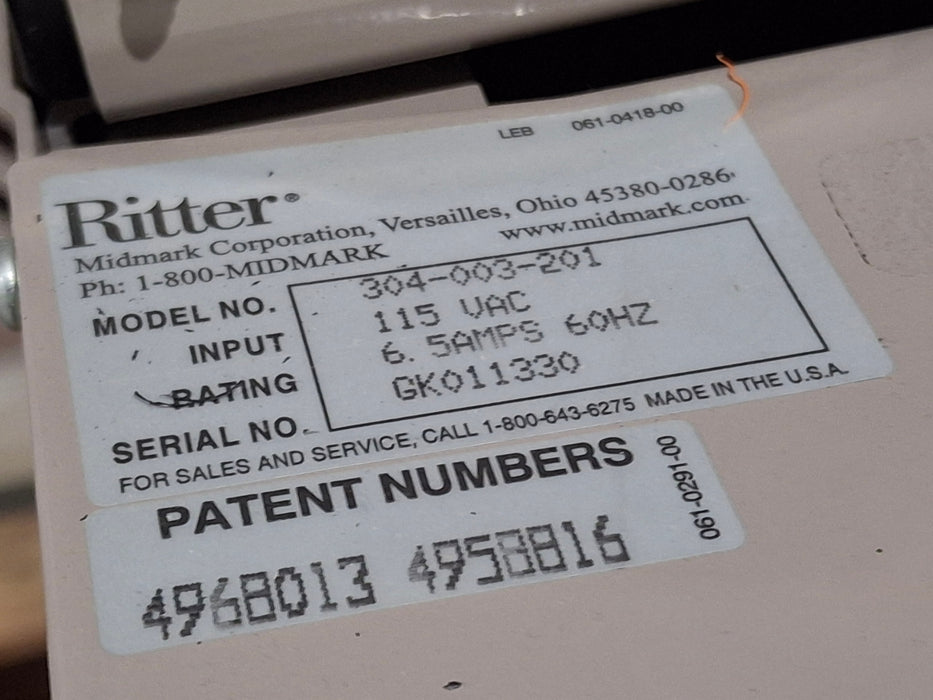 LEB 061-0418-00
Ritter®
Midmark Corporation, Versailles, Ohio 45380-0286
Ph: 1-800-MIDMARK www.midmark.com
MODEL NO. 304-003-201
INPUT 115 VAC
RATING 6.5AMPS 60HZ
SERIAL NO. GK011330
FOR SALES AND SERVICE, CALL 1-800-643-6275 MADE IN THE U.S.A.
PATENT NUMBERS
061-0291-00
4968013 4958816